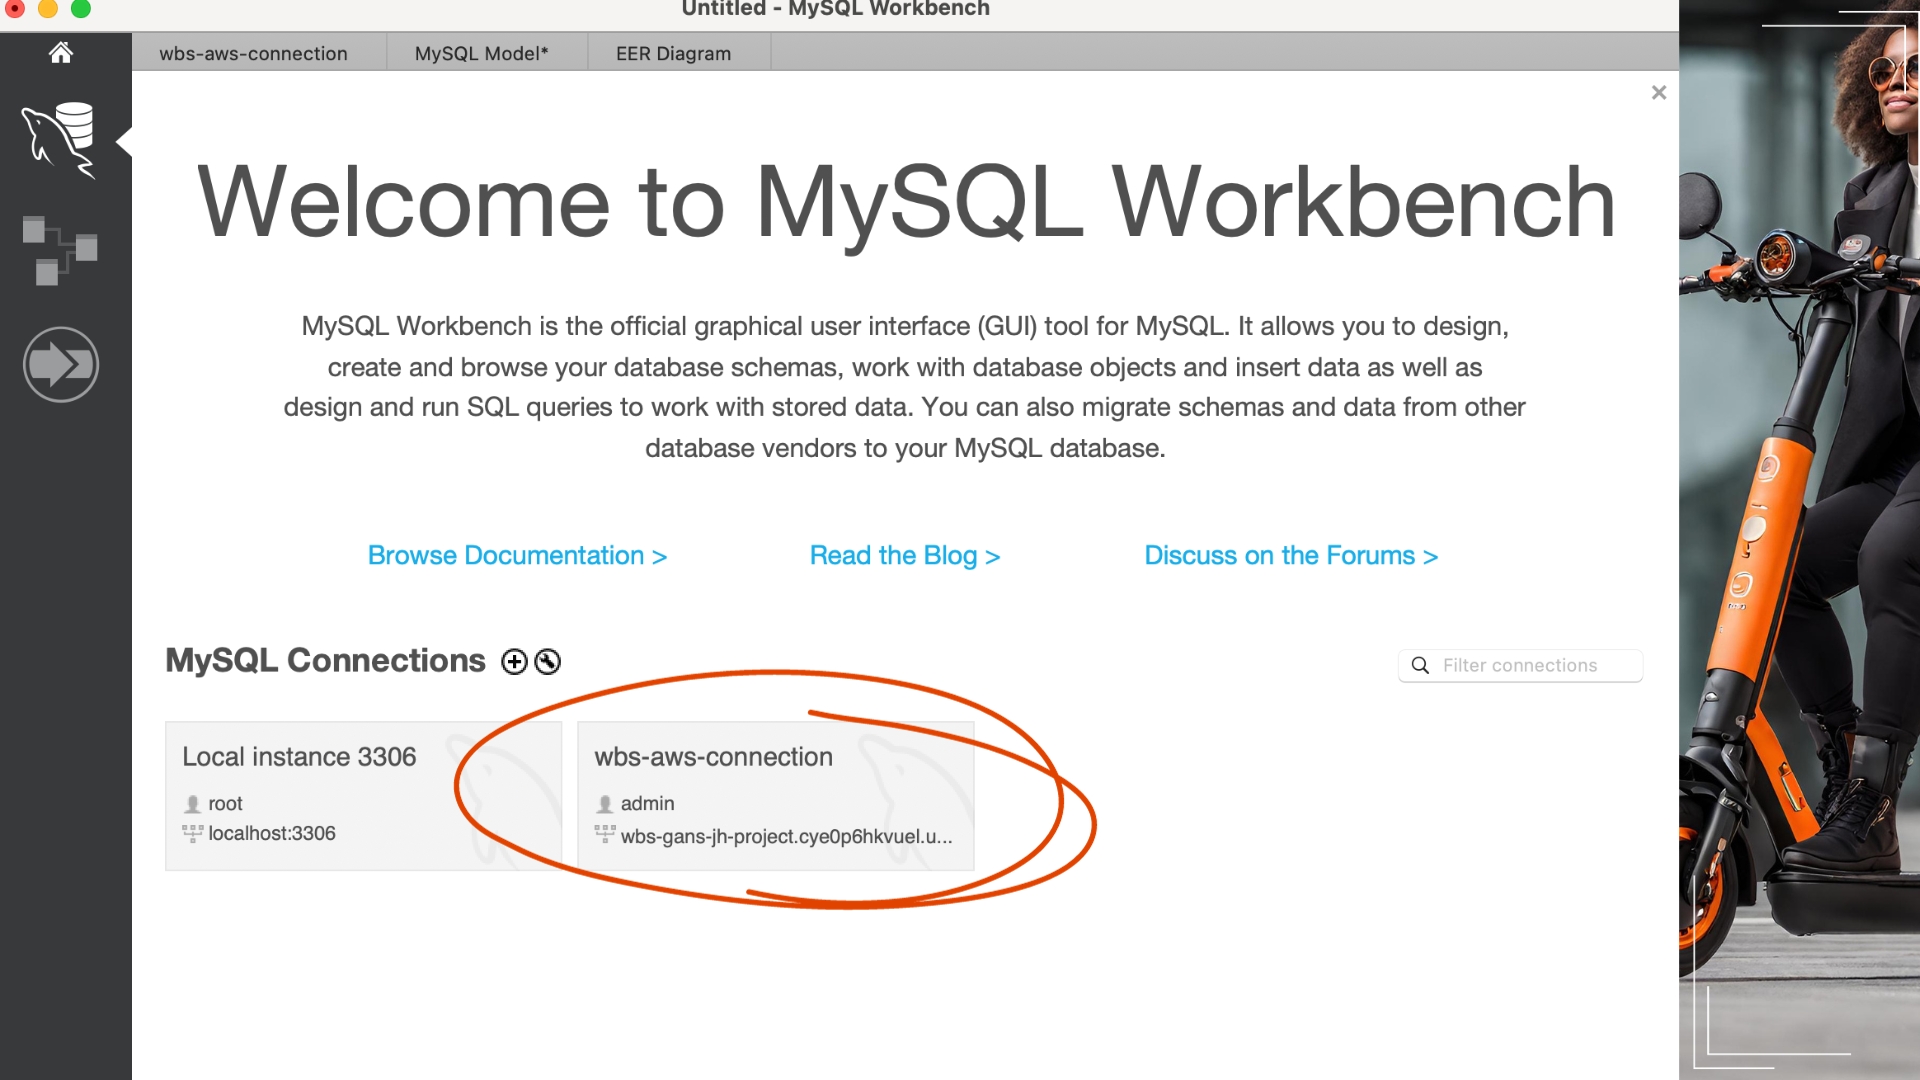 Untitled - MySQL Workbench
wbs-aws-connection
MySQL Model*
EER Diagram
Welcome to MySQL Workbench
MySQL Workbench is the official graphical user interface (GUI) tool for MySQL. It allows you to design,
create and browse your database schemas, work with database objects and insert data as well as
design and run SQL queries to work with stored data. You can also migrate schemas and data from other
database vendors to your MySQL database.
Browse Documentation >
Read the Blog >
Discuss on the Forums >
MySQL Connections
Filter connections
Local instance 3306
root
localhost:3306
wbs-aws-connection
admin
wbs-gans-jh-project.cye0p6hkvuel.u...